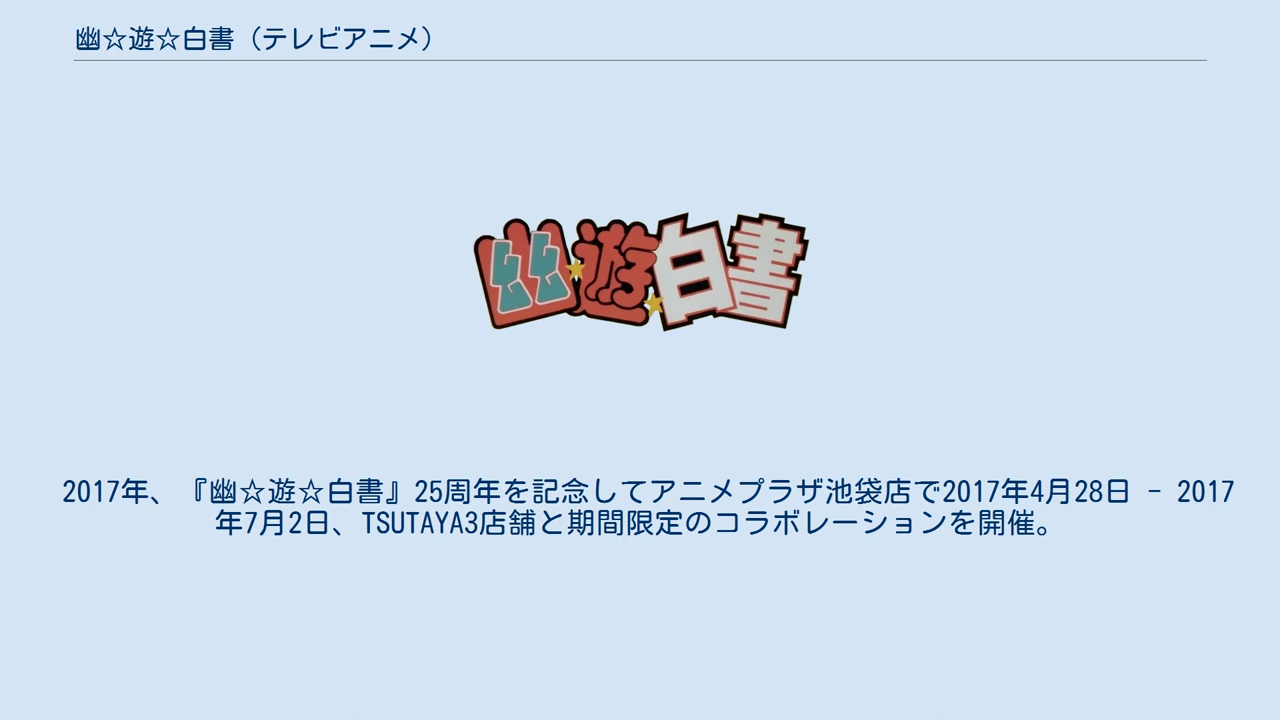 幽☆遊☆白書（テレビアニメ）
幽★遊★白書
2017年、『幽☆遊☆白書』25周年を記念してアニメプラザ池袋店で2017年4月28日 - 2017
年7月2日、TSUTAYA3店舗と期間限定のコラボレーションを開催。